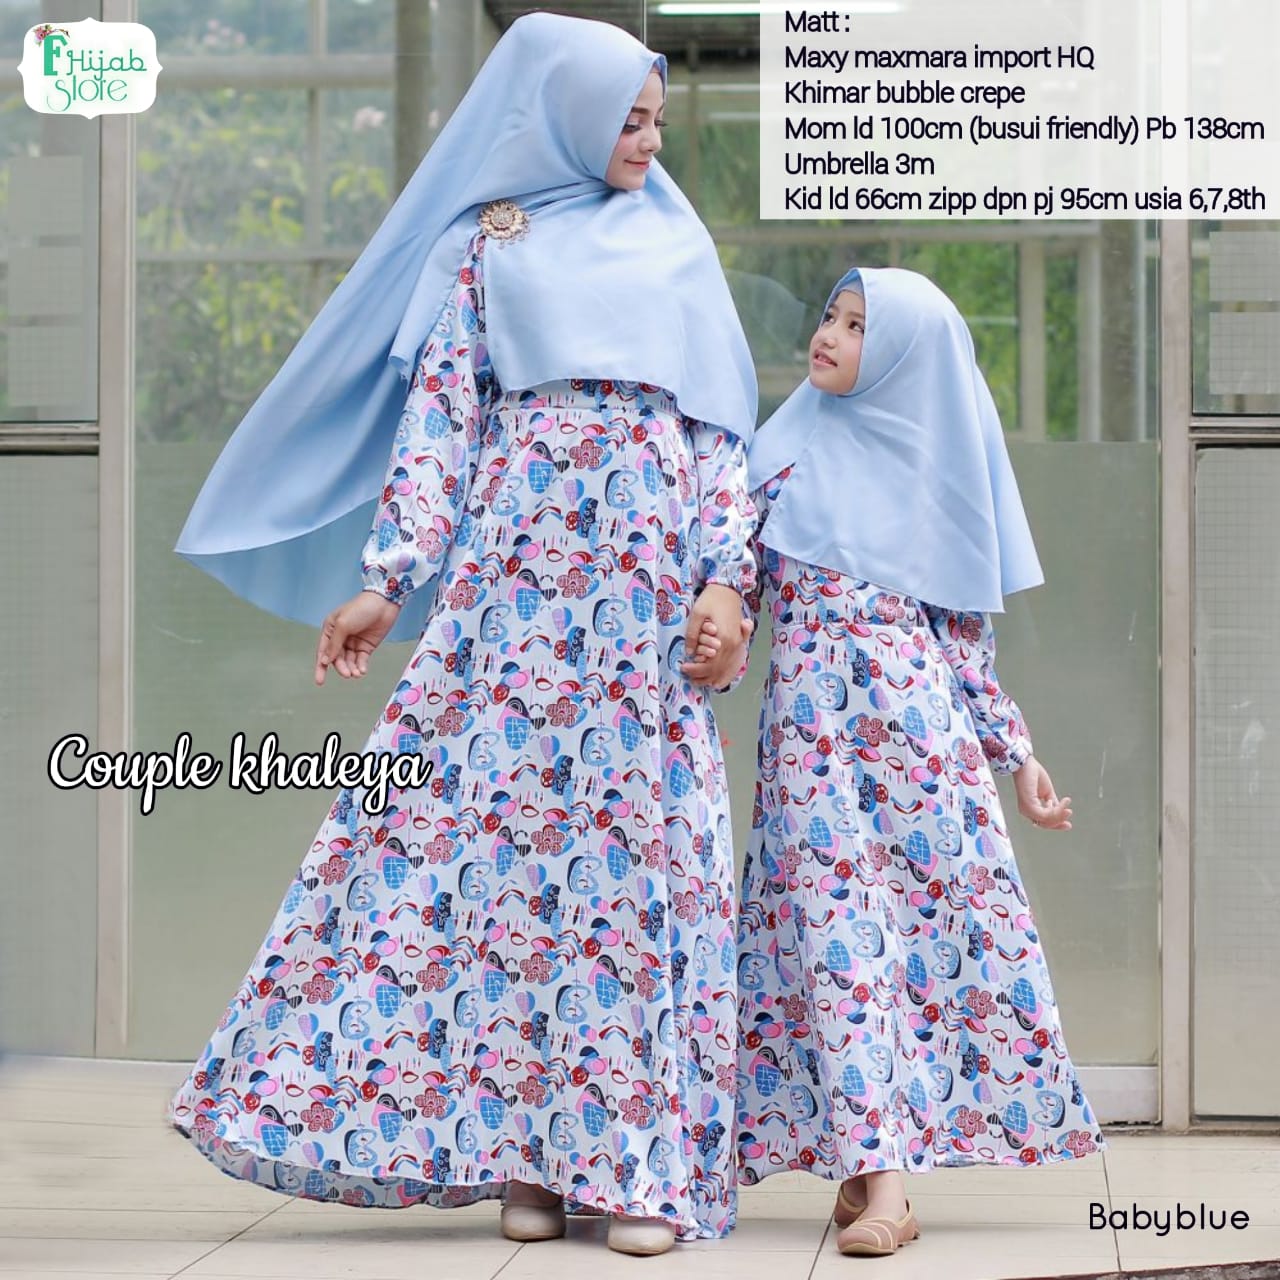 F Hijab
Store
Matt :
Maxy maxmara import HQ
Khimar bubble crepe
Mom ld 100cm (busui friendly) Pb 138cm
Umbrella 3m
Kid ld 66cm zipp dpn pj 95cm usia 6,7,8th
Couple khaleya
Babyblue